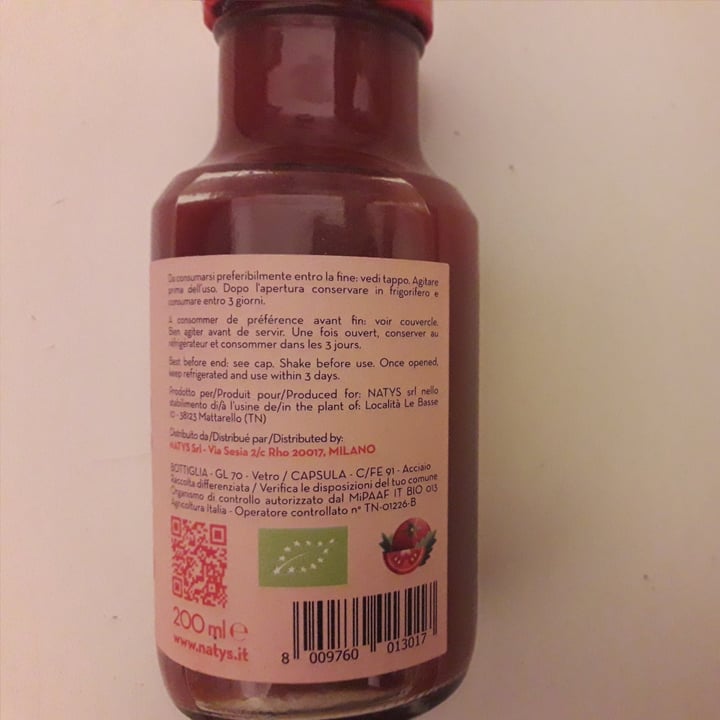 Da consumarsi preferibilmente entro la fine: vedi tappo. Agitare
prima dell'uso. Dopo l'apertura conservare in frigorifero e
consumare entro 3 giorni.
A consommer de préférence avant fin: voir couvercle.
Bien agiter avant de servir. Une fois ouvert, conserver au
réfrigerateur et consommer dans les 3 jours.
Best before end: see cap. Shake before use. Once opened,
keep refrigerated and use within 3 days.
Prodotto per/Produit pour/Produced for: NATYS srl nello
stabilimento di/à l'usine de/in the plant of: Località Le Basse
10 - 38123 Mattarello (TN)
Distribuito da/Distribué par/Distributed by:
NATYS Srl - Via Sesia 2/c Rho 20017, MILANO
BOTTIGLIA - GL 70 - Vetro / CAPSULA - C/FE 91 - Acciaio
Raccolta differenziata / Verifica le disposizioni del tuo comune
Organismo di controllo autorizzato dal MiPAAF IT BIO 013
Agricoltura Italia - Operatore controllato n° TN-01226-B
200 ml e
www.natys.it
8 009760 013017